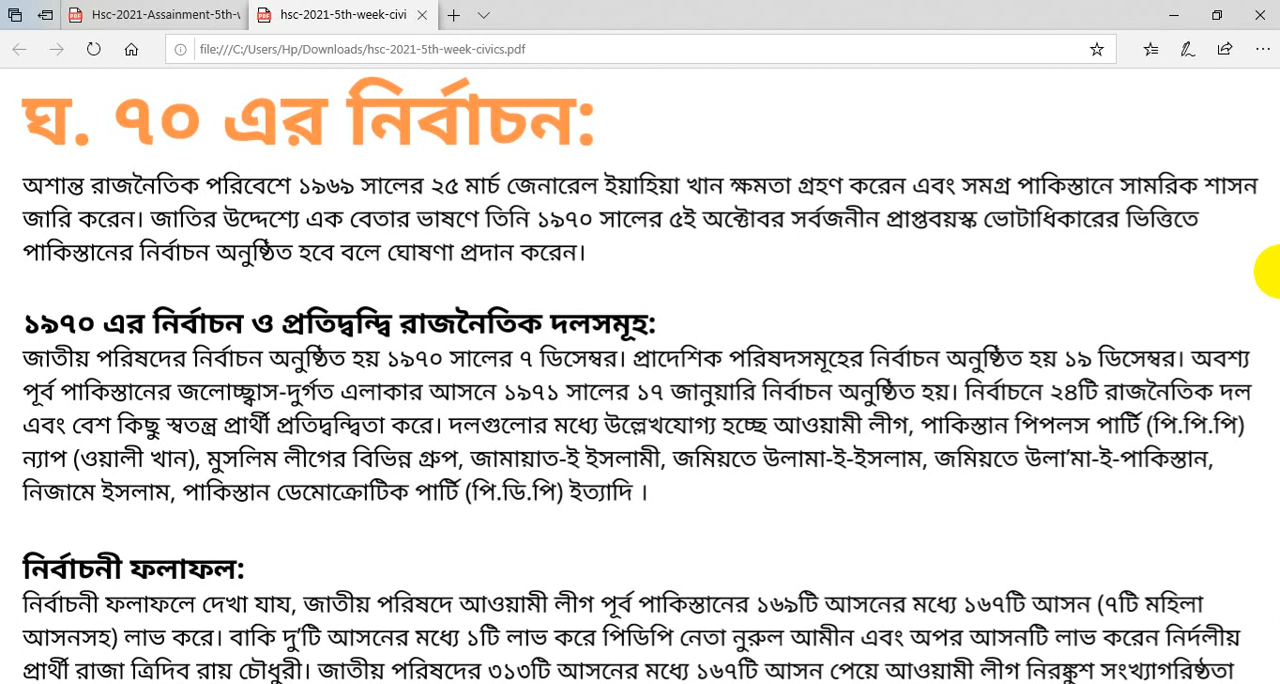 Hsc-2021-Assainment-5th-v
hsc-2021-5th-week-civi
file:///C:/Users/Hp/Downloads/hsc-2021-5th-week-civics.pdf
ঘ. ৭০ এর নির্বাচন:
অশান্ত রাজনৈতিক পরিবেশে ১৯৬৯ সালের ২৫ মার্চ জেনারেল ইয়াহিয়া খান ক্ষমতা গ্রহণ করেন এবং সমগ্র পাকিস্তানে সামরিক শাসন
জারি করেন। জাতির উদ্দেশ্যে এক বেতার ভাষণে তিনি ১৯৭০ সালের ৫ই অক্টোবর সর্বজনীন প্রাপ্তবয়স্ক ভোটাধিকারের ভিত্তিতে
পাকিস্তানের নির্বাচন অনুষ্ঠিত হবে বলে ঘোষণা প্রদান করেন।
১৯৭০ এর নির্বাচন ও প্রতিদ্বন্দ্বি রাজনৈতিক দলসমূহ:
জাতীয় পরিষদের নির্বাচন অনুষ্ঠিত হয় ১৯৭০ সালের ৭ ডিসেম্বর। প্রাদেশিক পরিষদসমূহের নির্বাচন অনুষ্ঠিত হয় ১৯ ডিসেম্বর। অবশ্য
পূর্ব পাকিস্তানের জলোচ্ছ্বাস-দুর্গত এলাকার আসনে ১৯৭১ সালের ১৭ জানুয়ারি নির্বাচন অনুষ্ঠিত হয়। নির্বাচনে ২৪টি রাজনৈতিক দল
এবং বেশ কিছু স্বতন্ত্র প্রার্থী প্রতিদ্বন্দ্বিতা করে। দলগুলোর মধ্যে উল্লেখযোগ্য হচ্ছে আওয়ামী লীগ, পাকিস্তান পিপলস পার্টি (পি.পি.পি)
ন্যাপ (ওয়ালী খান), মুসলিম লীগের বিভিন্ন গ্রুপ, জামায়াত-ই ইসলামী, জমিয়তে উলামা-ই-ইসলাম, জমিয়তে উলা'মা-ই-পাকিস্তান,
নিজামে ইসলাম, পাকিস্তান ডেমোক্রোটিক পার্টি (পি.ডি.পি) ইত্যাদি ।
নির্বাচনী ফলাফল:
নির্বাচনী ফলাফলে দেখা যায, জাতীয় পরিষদে আওয়ামী লীগ পূর্ব পাকিস্তানের ১৬৯টি আসনের মধ্যে ১৬৭টি আসন (৭টি মহিলা
আসনসহ) লাভ করে। বাকি দু'টি আসনের মধ্যে ১টি লাভ করে পিডিপি নেতা নুরুল আমীন এবং অপর আসনটি লাভ করেন নির্দলীয়
প্রার্থী রাজা ত্রিদিব রায় চৌধুরী। জাতীয় পরিষদের ৩১৩টি আসনের মধ্যে ১৬৭টি আসন পেয়ে আওয়ামী লীগ নিরঙ্কুশ সংখ্যাগরিষ্ঠতা